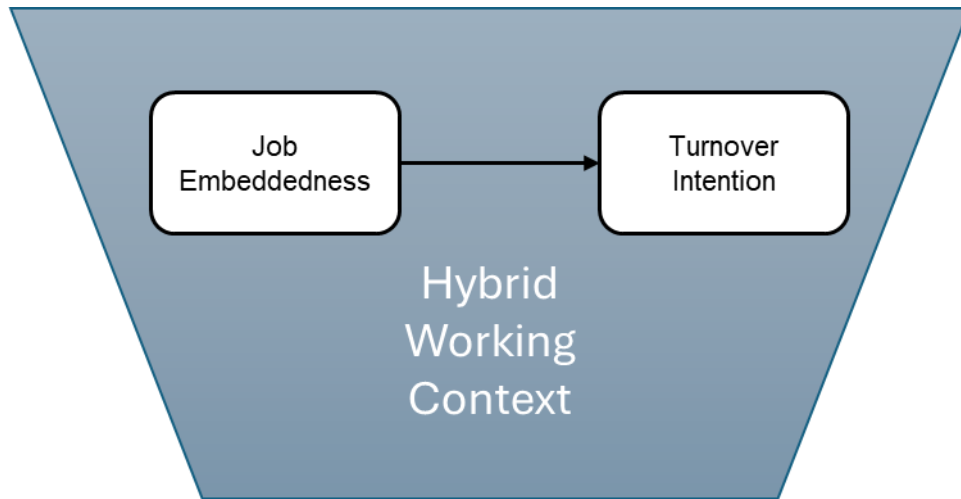 Job
Embeddedness
Turnover
Intention
Hybrid
Working
Context